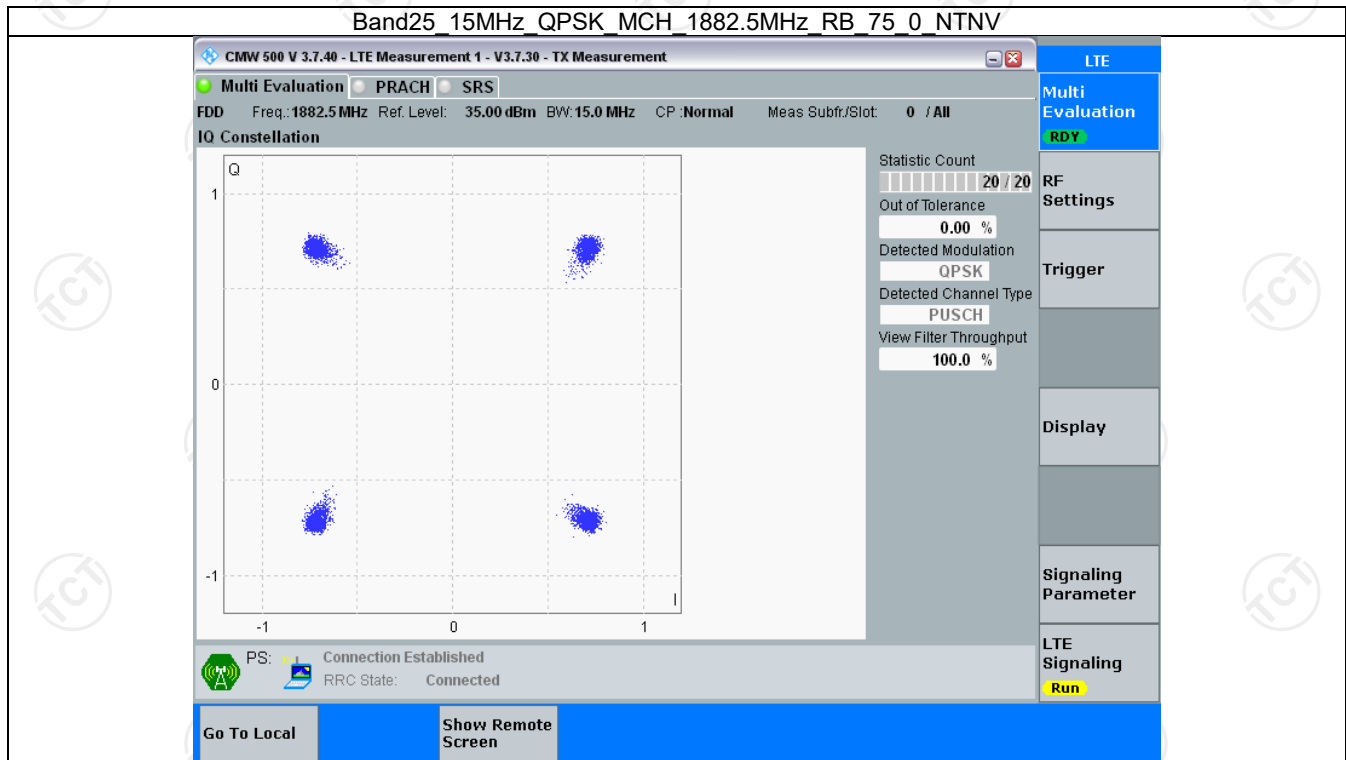 Band25_15MHz_QPSK_MCH_1882.5MHz_RB_75_0_NTNV
CMW 500 V 3.7.40 - LTE Measurement 1 - V3.7.30 - TX Measurement
LTE
Multi Evaluation PRACH SRS
FDD Freq.: 1882.5 MHz Ref. Level: 35.00 dBm BW: 15.0 MHz CP : Normal Meas Subfr./Slot: 0 / All
IQ Constellation
Multi
Evaluation
RDY
Q
1
0
-1
I
-1 0 1
Statistic Count
20 / 20
Out of Tolerance
0.00 %
Detected Modulation
QPSK
Detected Channel Type
PUSCH
View Filter Throughput
100.0 %
RF
Settings
Trigger
Display
Signaling
Parameter
LTE
Signaling
Run
PS: Connection Established
RRC State: Connected
Go To Local
Show Remote
Screen
TCT
TCT
TCT
TCT